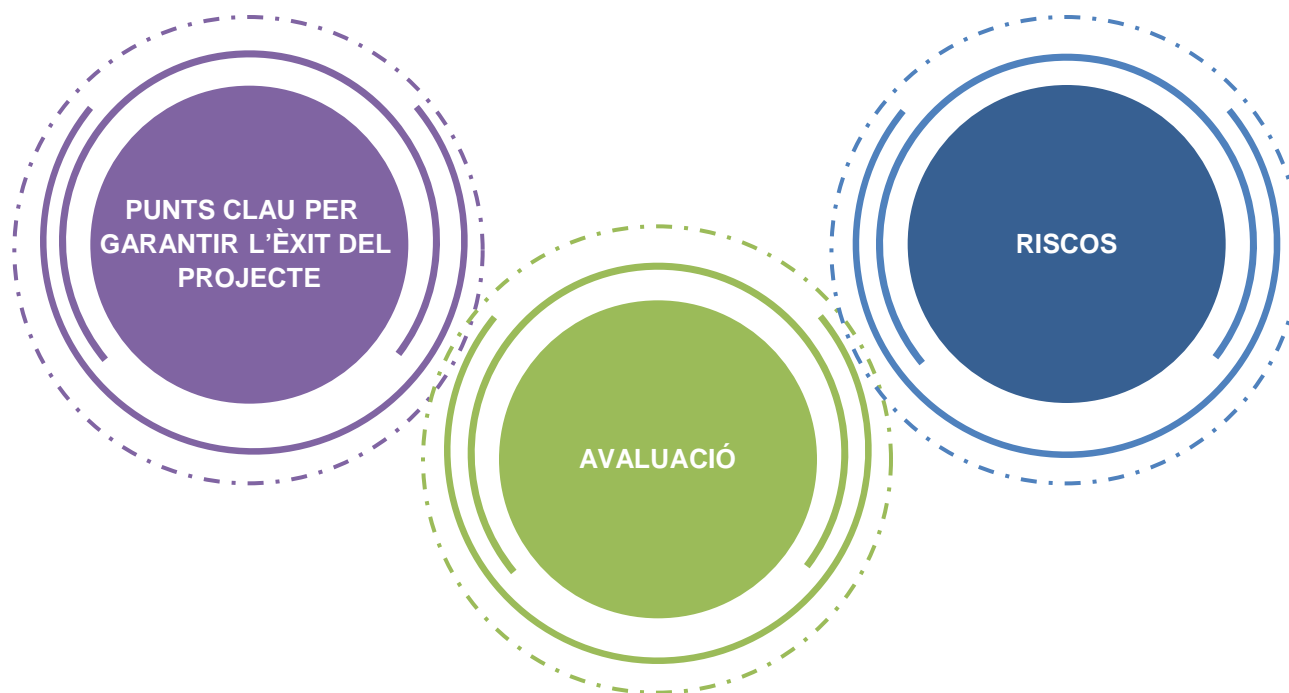 PUNTS CLAU PER
GARANTIR L'ÈXIT DEL
PROJECTE
AVALUACIÓ
RISCOS